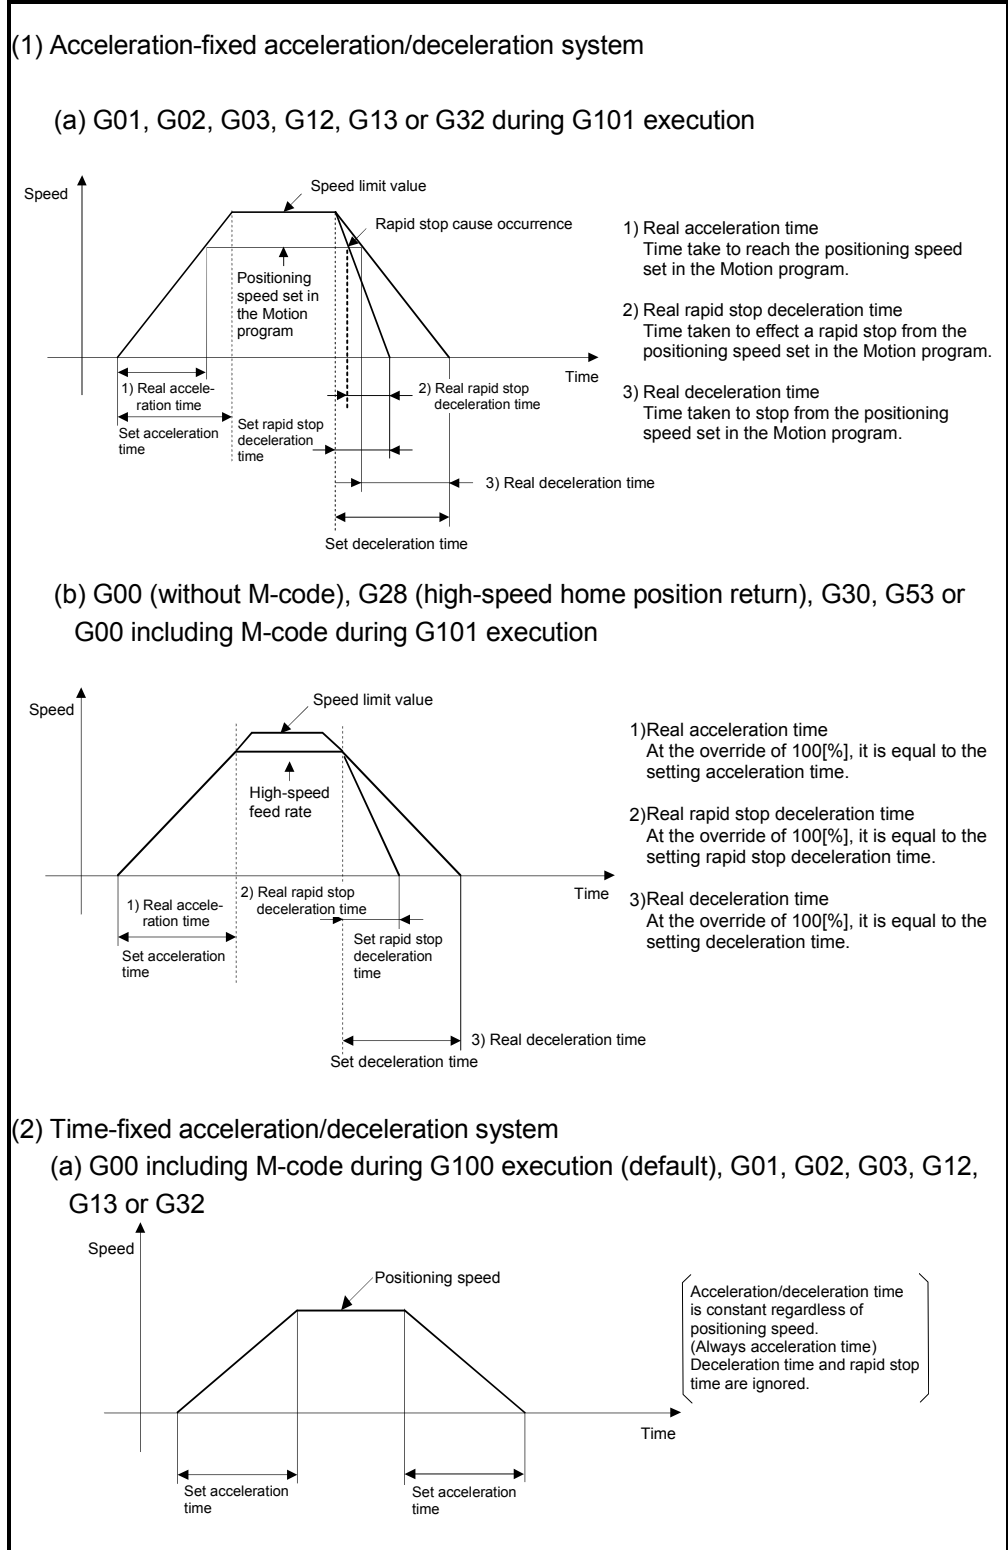 (1) Acceleration-fixed acceleration/deceleration system
(a) G01, G02, G03, G12, G13 or G32 during G101 execution
Speed
Speed limit value
Rapid stop cause occurrence
Positioning
speed set in
the Motion
program
Time
1) Real accele-
ration time
Set acceleration
time
Set rapid stop
deceleration
time
2) Real rapid stop
deceleration time
3) Real deceleration time
Set deceleration time
1) Real acceleration time
Time take to reach the positioning speed
set in the Motion program.
2) Real rapid stop deceleration time
Time taken to effect a rapid stop from the
positioning speed set in the Motion program.
3) Real deceleration time
Time taken to stop from the positioning
speed set in the Motion program.
(b) G00 (without M-code), G28 (high-speed home position return), G30, G53 or
G00 including M-code during G101 execution
Speed
Speed limit value
High-speed
feed rate
Time
1) Real accele-
ration time
Set acceleration
time
2) Real rapid stop
deceleration time
Set rapid stop
deceleration
time
3) Real deceleration time
Set deceleration time
1)Real acceleration time
At the override of 100[%], it is equal to the
setting acceleration time.
2)Real rapid stop deceleration time
At the override of 100[%], it is equal to the
setting rapid stop deceleration time.
3)Real deceleration time
At the override of 100[%], it is equal to the
setting deceleration time.
(2) Time-fixed acceleration/deceleration system
(a) G00 including M-code during G100 execution (default), G01, G02, G03, G12,
G13 or G32
Speed
Positioning speed
Time
Set acceleration
time
Set acceleration
time
Acceleration/deceleration time
is constant regardless of
positioning speed.
(Always acceleration time)
Deceleration time and rapid stop
time are ignored.